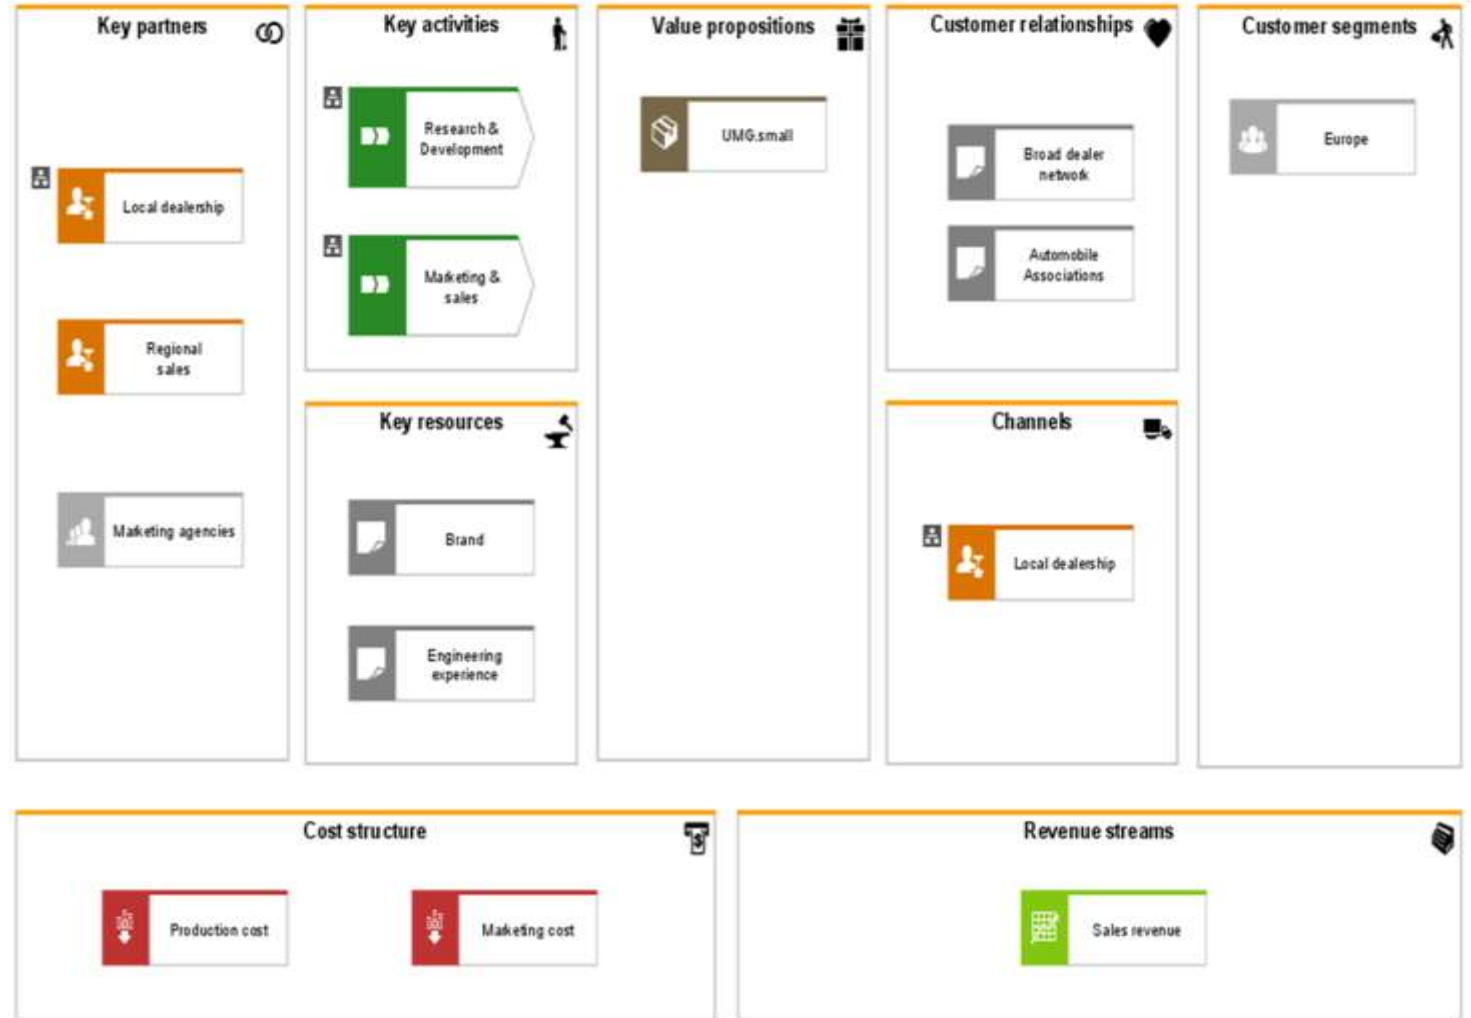 Key partners
Local dealership
Regional
sales
Marketing agencies
Key activities
Research &
Development
Marketing &
sales
Key resources
Brand
Engineering
experience
Value propositions
UMG.small
Customer relationships
Broad dealer
network
Automobile
Associations
Channels
Local dealership
Customer segments
Europe
Cost structure
Production cost
Marketing cost
Revenue streams
Sales revenue